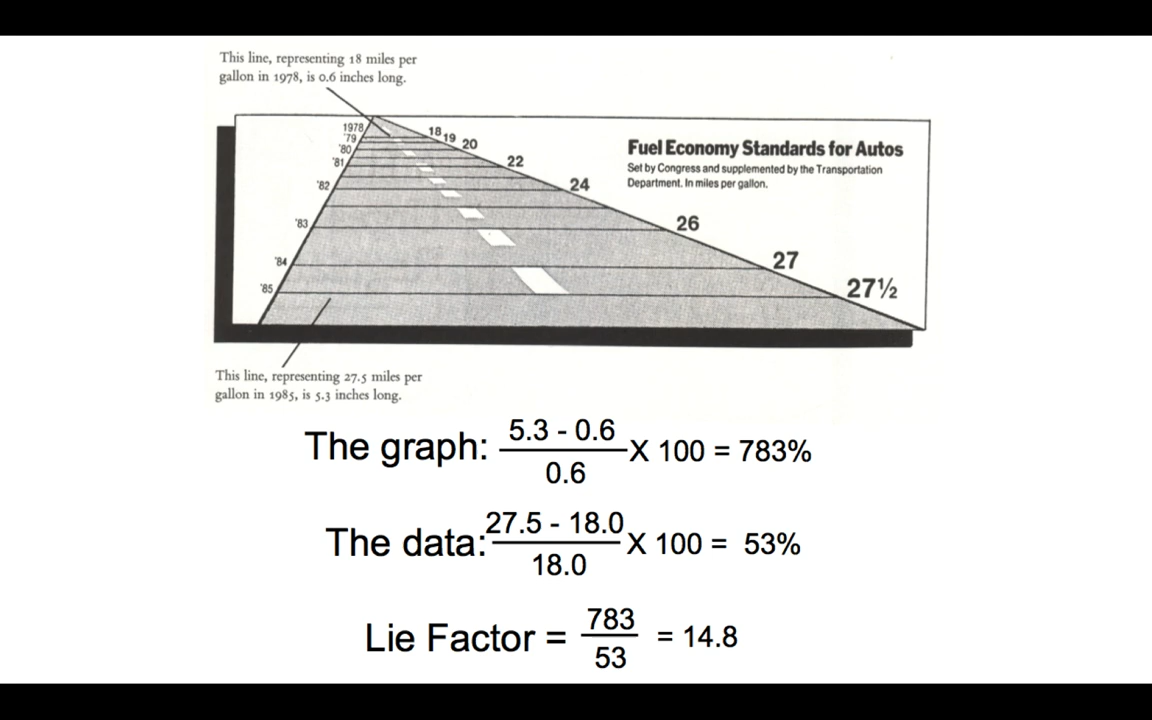 This line, representing 18 miles per
gallon in 1978, is 0.6 inches long.
1978
'79
'80
'81
'82
'83
'84
'85
18
19
20
22
24
26
27
27½
Fuel Economy Standards for Autos
Set by Congress and supplemented by the Transportation
Department. In miles per gallon.
This line, representing 27.5 miles per
gallon in 1985, is 5.3 inches long.
The graph: 5.3 - 0.6 / 0.6 X 100 = 783%
The data: 27.5 - 18.0 / 18.0 X 100 = 53%
Lie Factor = 783 / 53 = 14.8